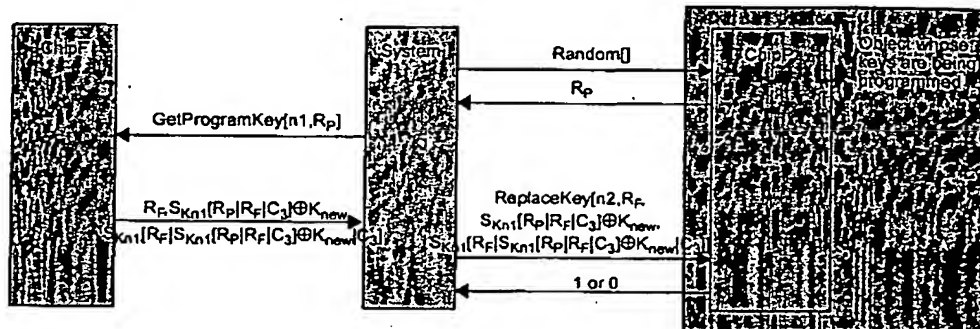 ChipF
System
ChipP
Object whose
keys are being
programmed
Random[]
R_P
GetProgramKey[n1,R_P]
R_F,S_Kn1[R_P|R_F|C_3]⊕K_new,
S_Kn1[R_F|S_Kn1[R_P|R_F|C_3]⊕K_new|C_3]
ReplaceKey[n2,R_F,
S_Kn1[R_P|R_F|C_3]⊕K_new,
S_Kn1[R_F|S_Kn1[R_P|R_F|C_3]⊕K_new|C_3]
1 or 0